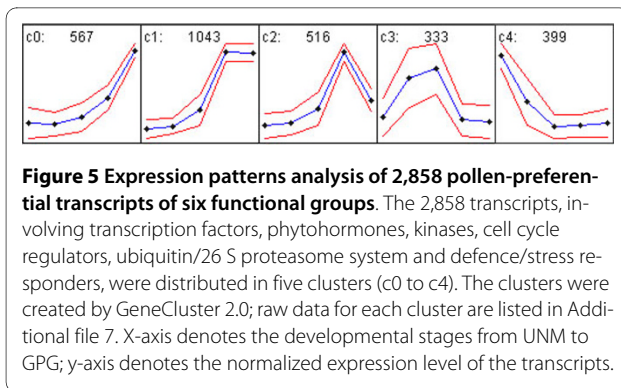 c0: 567 c1: 1043 c2: 516 c3: 333 c4: 399
Figure 5 Expression patterns analysis of 2,858 pollen-preferen-
tial transcripts of six functional groups. The 2,858 transcripts, in-
volving transcription factors, phytohormones, kinases, cell cycle
regulators, ubiquitin/26 S proteasome system and defence/stress re-
sponders, were distributed in five clusters (c0 to c4). The clusters were
created by GeneCluster 2.0; raw data for each cluster are listed in Addi-
tional file 7. X-axis denotes the developmental stages from UNM to
GPG; y-axis denotes the normalized expression level of the transcripts.